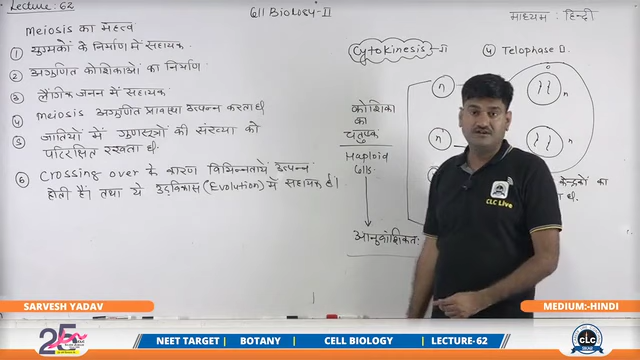 Lecture: 62
Cell Biology-II
माध्यम : हिन्दी
Meiosis का महत्व
① युग्मकों के निर्माण में सहायक
② अगुणित कोशिकाओं का निर्माण
③ लैंगिक जनन में सहायक
④ Meiosis अगुणित प्रावस्था उत्पन्न करता है।
⑤ जातियों में गुणसूत्रों की संख्या को
परिरक्षित रखता है।
⑥ Crossing over के कारण विभिन्नतायें उत्पन्न
होती हैं। तथा ये उद्विकास (Evolution) में सहायक है।
Cytokinesis-II
कोशिका
का
चतुष्क
Haploid
Cells
आनुवांशिकत:
n
n
④ Telophase II
n
n
केन्द्रकों का
है.
CLC Live
SARVESH YADAV
MEDIUM:-HINDI
25
NEET TARGET
BOTANY
CELL BIOLOGY
LECTURE-62
CLC